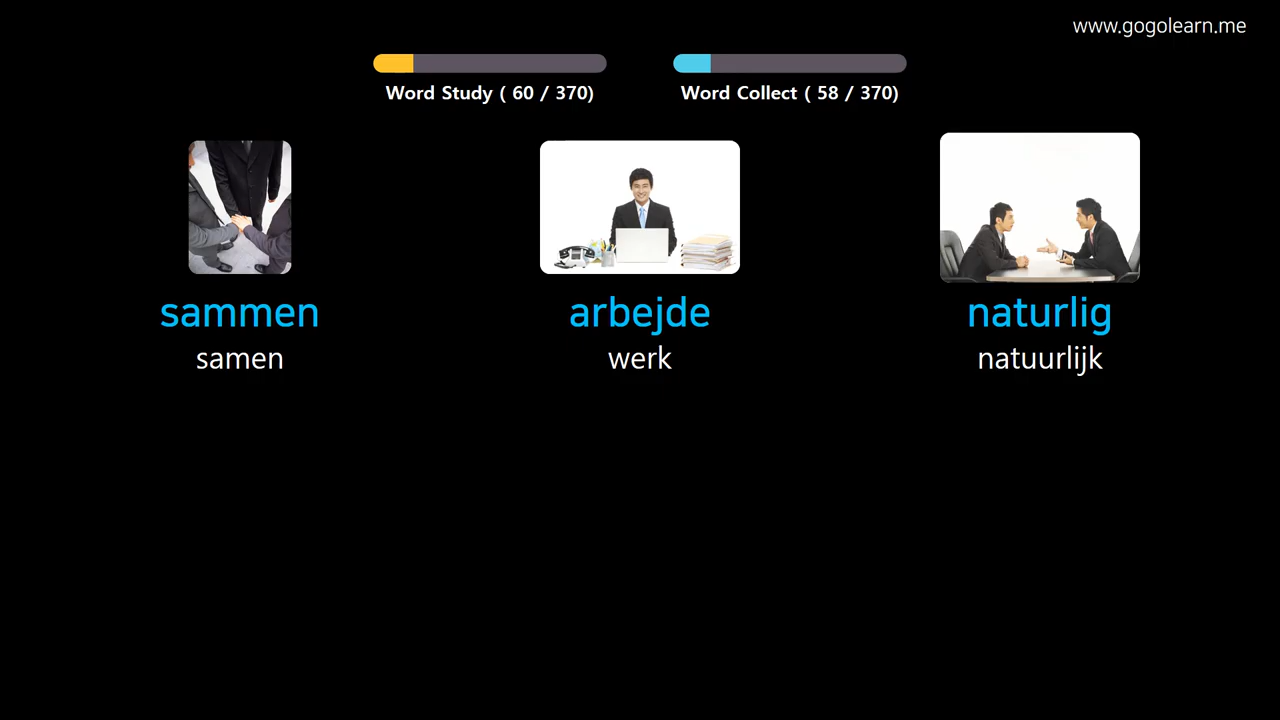 www.gogolearn.me
Word Study ( 60 / 370)
Word Collect ( 58 / 370)
sammen
samen
arbejde
werk
naturlig
natuurlijk